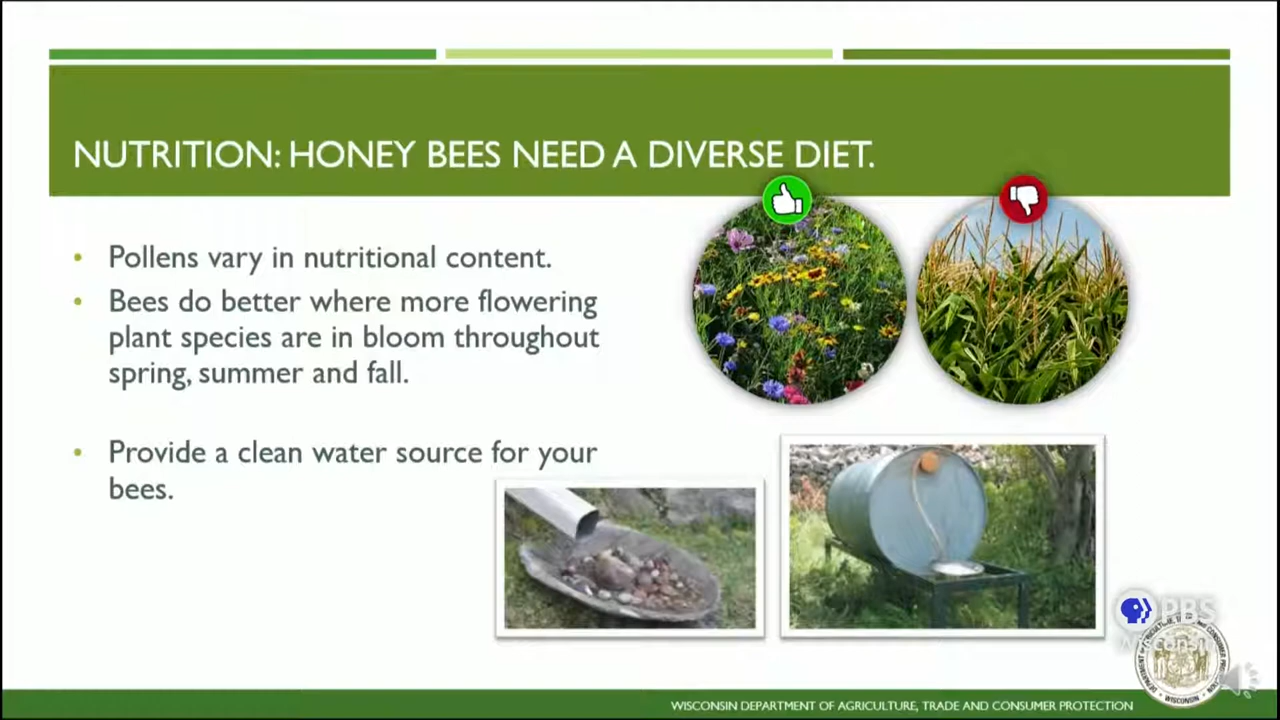 NUTRITION: HONEY BEES NEED A DIVERSE DIET.
• Pollens vary in nutritional content.
• Bees do better where more flowering
plant species are in bloom throughout
spring, summer and fall.
• Provide a clean water source for your
bees.
PBS
Wisconsin
WISCONSIN
WISCONSIN DEPARTMENT OF AGRICULTURE, TRADE AND CONSUMER PROTECTION